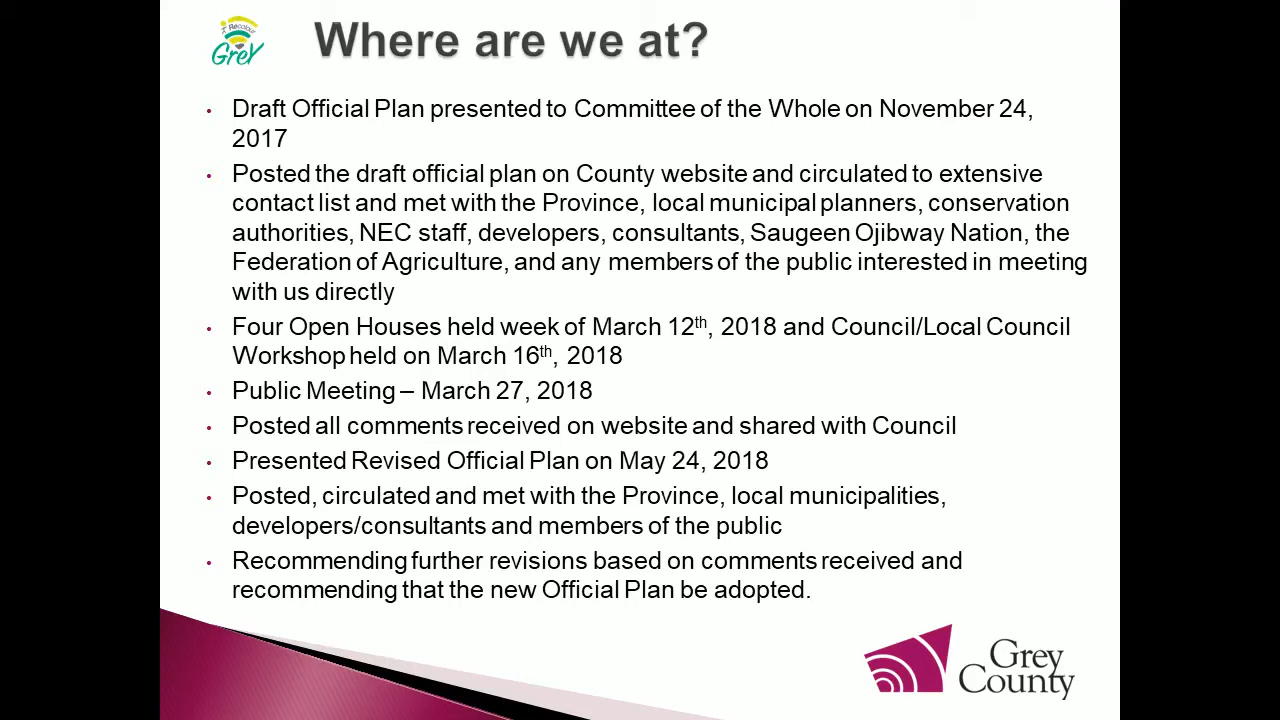 Recolour
Grey
Where are we at?
• Draft Official Plan presented to Committee of the Whole on November 24,
2017
• Posted the draft official plan on County website and circulated to extensive
contact list and met with the Province, local municipal planners, conservation
authorities, NEC staff, developers, consultants, Saugeen Ojibway Nation, the
Federation of Agriculture, and any members of the public interested in meeting
with us directly
• Four Open Houses held week of March 12th, 2018 and Council/Local Council
Workshop held on March 16th, 2018
• Public Meeting – March 27, 2018
• Posted all comments received on website and shared with Council
• Presented Revised Official Plan on May 24, 2018
• Posted, circulated and met with the Province, local municipalities,
developers/consultants and members of the public
• Recommending further revisions based on comments received and
recommending that the new Official Plan be adopted.
Grey
County